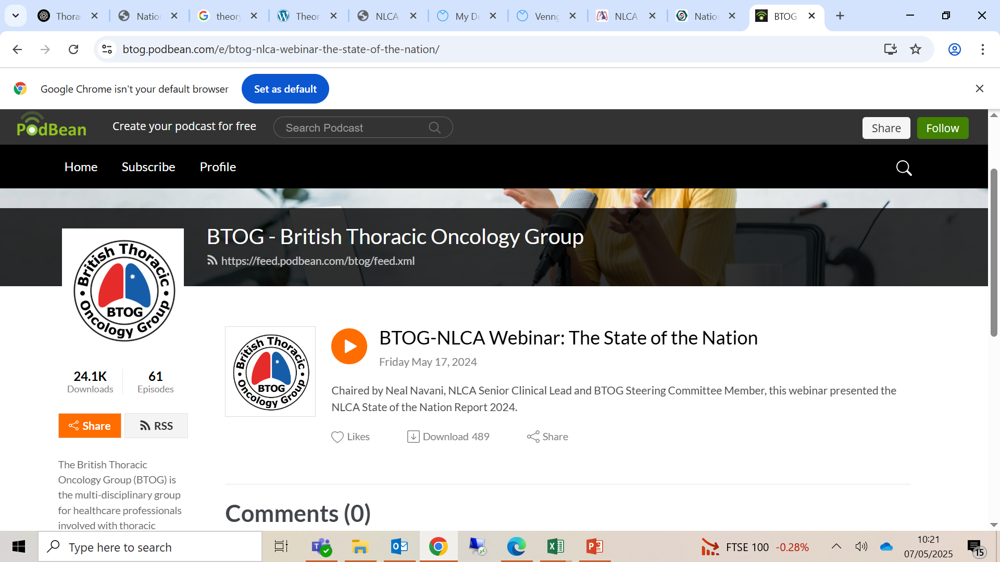 Thora
Natio
theory
Theor
NLCA
My De
Venng
NLCA
Natio
BTOG
btog.podbean.com/e/btog-nlca-webinar-the-state-of-the-nation/
Google Chrome isn't your default browser
Set as default
PodBean
Create your podcast for free
Search Podcast
Share
Follow
Home
Subscribe
Profile
BTOG - British Thoracic Oncology Group
https://feed.podbean.com/btog/feed.xml
British Thoracic
BTOG
Oncology Group
24.1K
Downloads
61
Episodes
Share
RSS
The British Thoracic
Oncology Group (BTOG) is
the multi-disciplinary group
for healthcare professionals
involved with thoracic
British Thoracic
BTOG
Oncology Group
BTOG-NLCA Webinar: The State of the Nation
Friday May 17, 2024
Chaired by Neal Navani, NLCA Senior Clinical Lead and BTOG Steering Committee Member, this webinar presented the
NLCA State of the Nation Report 2024.
Likes
Download 489
Share
Comments (0)
Type here to search
FTSE 100 -0.28%
10:21
07/05/2025
15